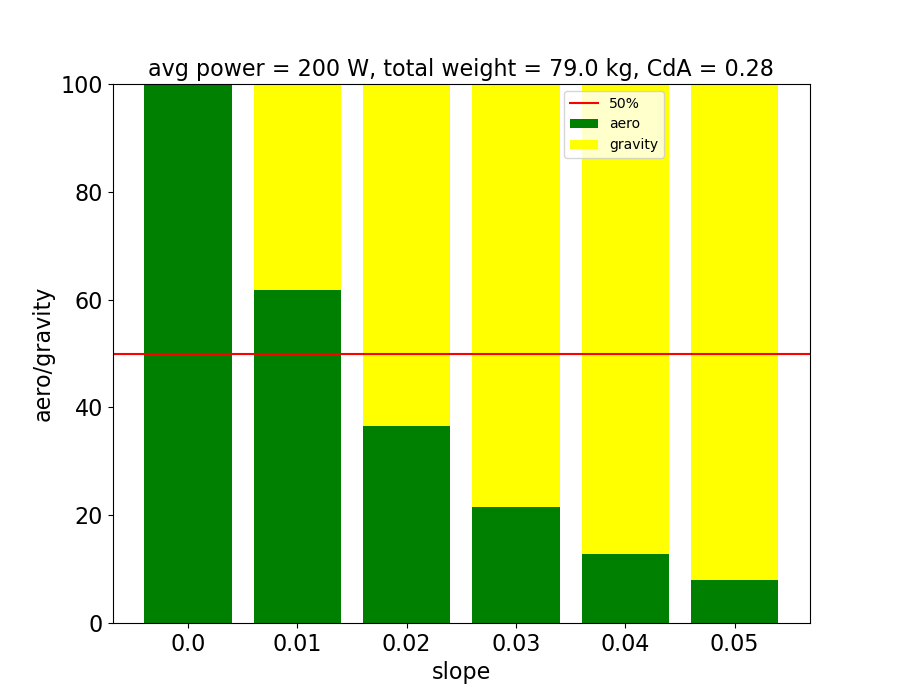 avg power = 200 W, total weight = 79.0 kg, CdA = 0.28
100
80
60
40
20
0
aero/gravity
50%
aero
gravity
0.0 0.01 0.02 0.03 0.04 0.05
slope